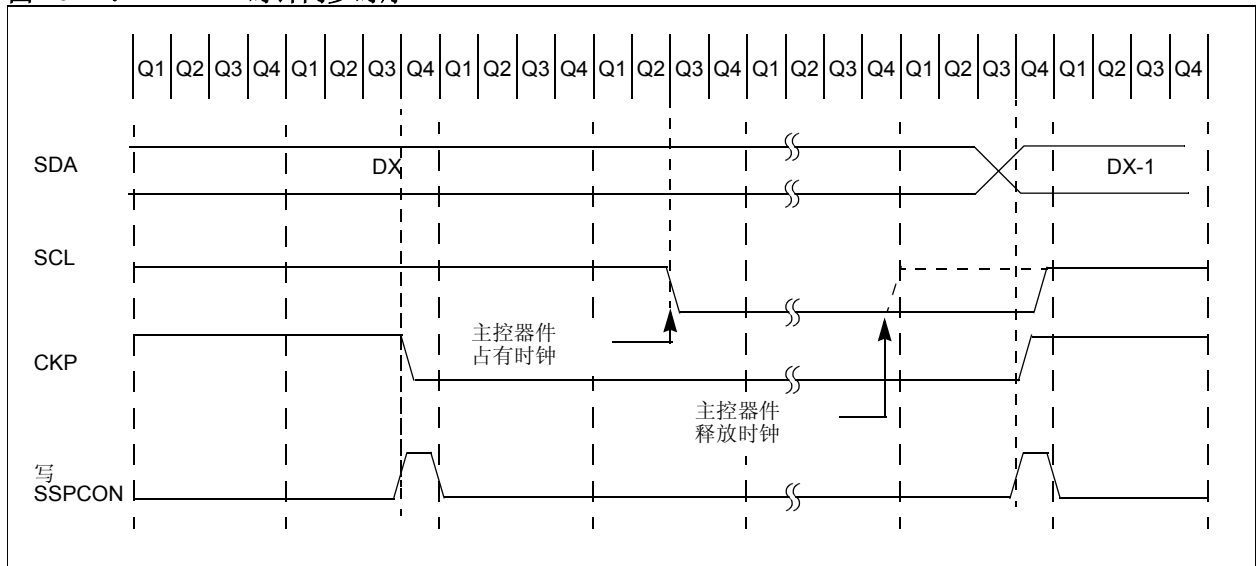 Q1 Q2 Q3 Q4 Q1 Q2 Q3 Q4 Q1 Q2 Q3 Q4 Q1 Q2 Q3 Q4 Q1 Q2 Q3 Q4 Q1 Q2 Q3 Q4 Q1 Q2 Q3 Q4
SDA
DX
DX-1
SCL
主控器件
占有时钟
CKP
主控器件
释放时钟
写
SSPCON